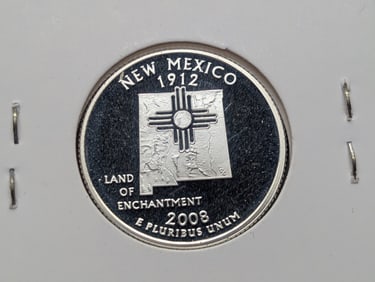 NEW MEXICO
1912
LAND
OF
ENCHANTMENT
2008
E PLURIBUS UNUM